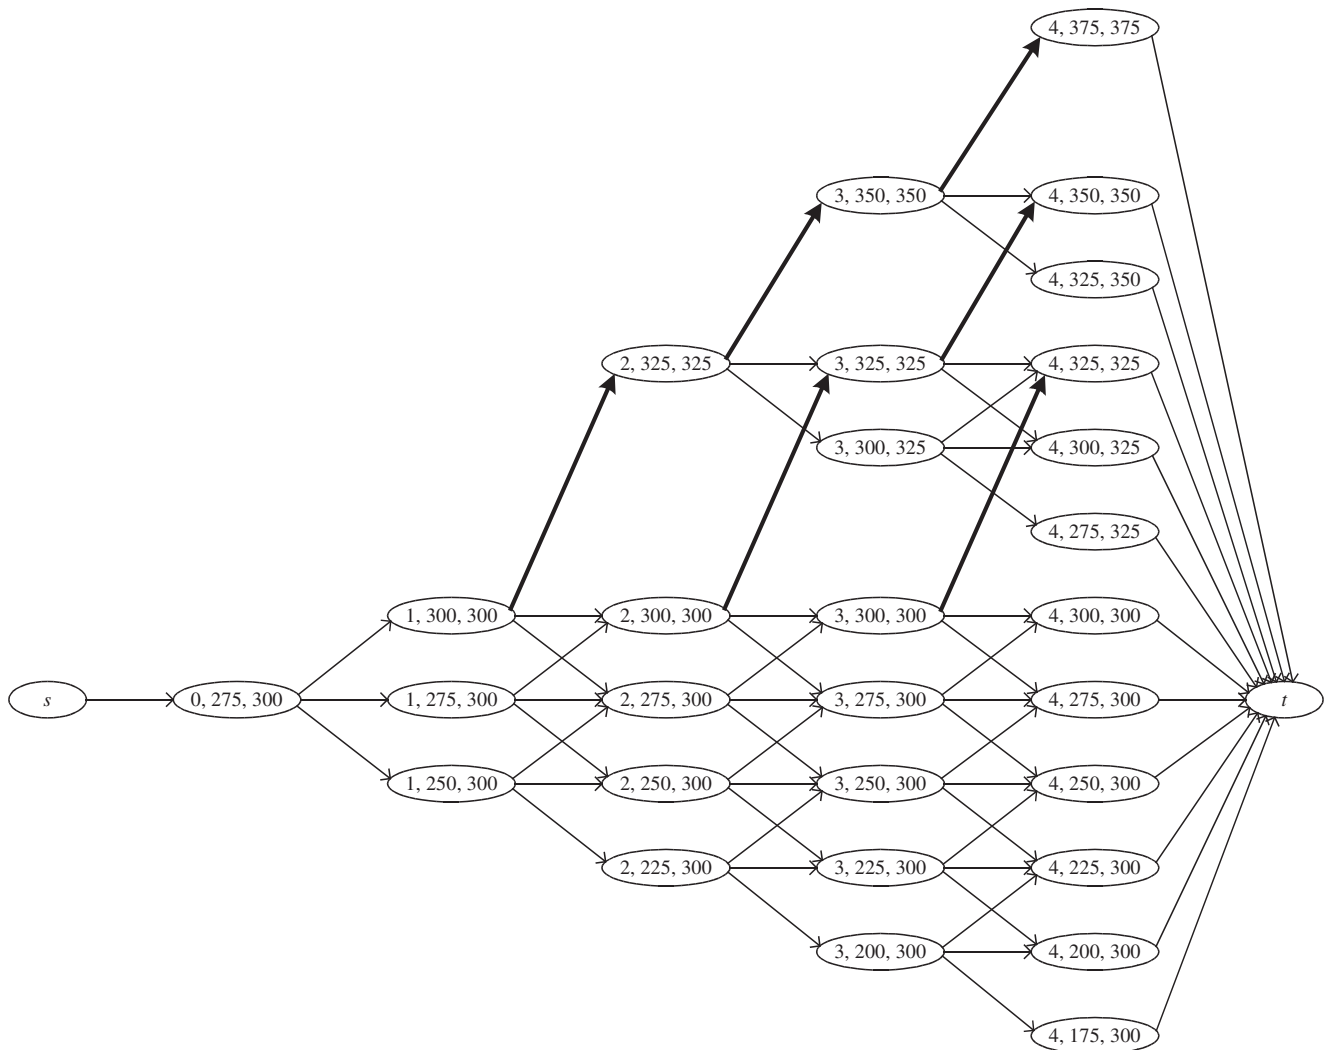 4, 375, 375
3, 350, 350
4, 350, 350
4, 325, 350
2, 325, 325
3, 325, 325
4, 325, 325
3, 300, 325
4, 300, 325
4, 275, 325
1, 300, 300
2, 300, 300
3, 300, 300
4, 300, 300
s
0, 275, 300
1, 275, 300
2, 275, 300
3, 275, 300
4, 275, 300
t
1, 250, 300
2, 250, 300
3, 250, 300
4, 250, 300
2, 225, 300
3, 225, 300
4, 225, 300
3, 200, 300
4, 200, 300
4, 175, 300